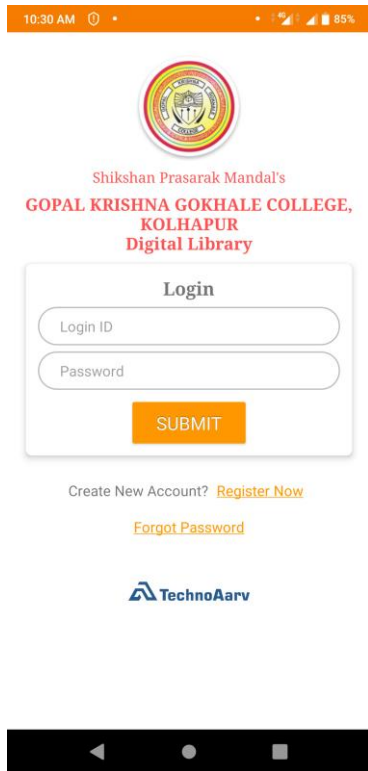 10:30 AM
4G 85%
Shikshan Prasarak Mandal's
GOPAL KRISHNA GOKHALE COLLEGE,
KOLHAPUR
Digital Library
Login
Login ID
Password
SUBMIT
Create New Account? Register Now
Forgot Password
TechnoAarv